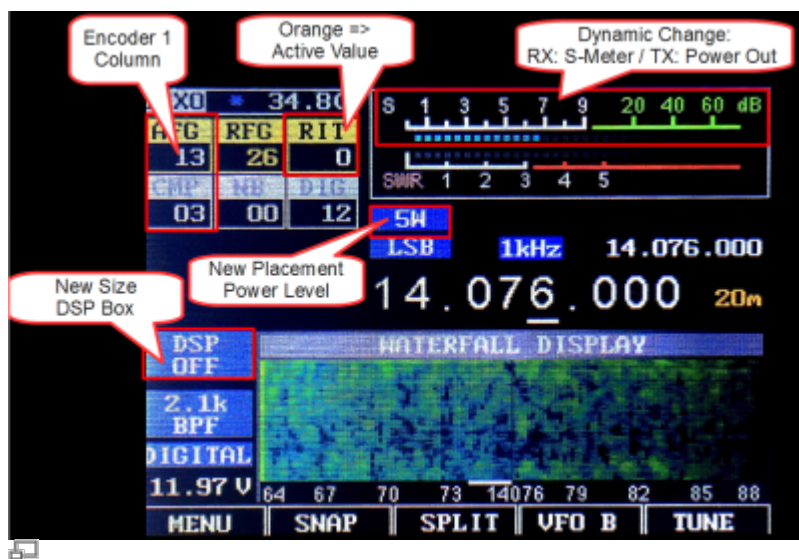 Encoder 1
Column
Orange =>
Active Value
Dynamic Change:
RX: S-Meter / TX: Power Out
34.80
S 1 3 5 7 9 20 40 60 dB
AFG RFG RIT
13 26 0
SWR 1 2 3 4 5
CMP NB DIG
03 00 12
5W
LSB 1kHz 14.076.000
New Placement
Power Level
New Size
DSP Box
14.076.000 20m
DSP
OFF
WATERFALL DISPLAY
2.1k
BPF
DIGITAL
11.97 V
64 67 70 73 14076 79 82 85 88
MENU SNAP SPLIT VFO B TUNE